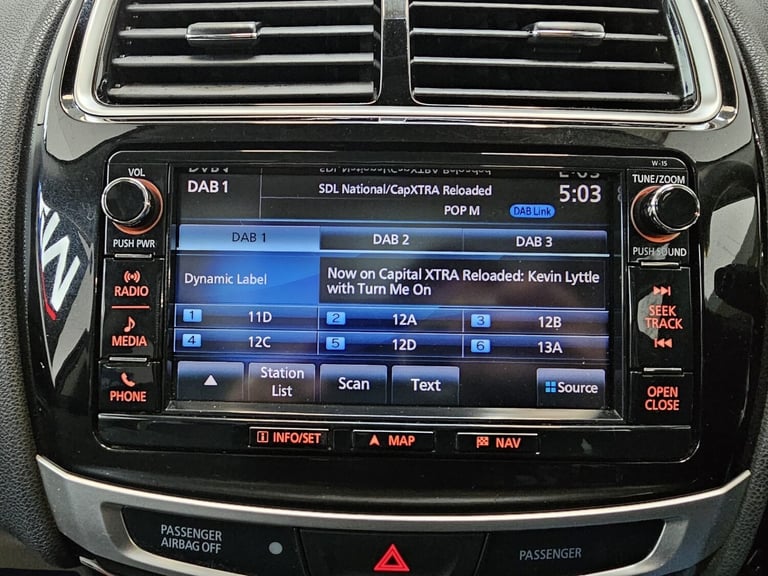 W-15
VOL
TUNE/ZOOM
DAB 1
SDL National/CapXTRA Reloaded
5:03
POP M
DAB Link
PUSH PWR
PUSH SOUND
DAB 1
DAB 2
DAB 3
RADIO
MEDIA
PHONE
Dynamic Label
Now on Capital XTRA Reloaded: Kevin Lyttle
with Turn Me On
1 11D
2 12A
3 12B
4 12C
5 12D
6 13A
Station
List
Scan
Text
Source
SEEK
TRACK
OPEN
CLOSE
INFO/SET
MAP
NAV
PASSENGER
AIRBAG OFF
PASSENGER